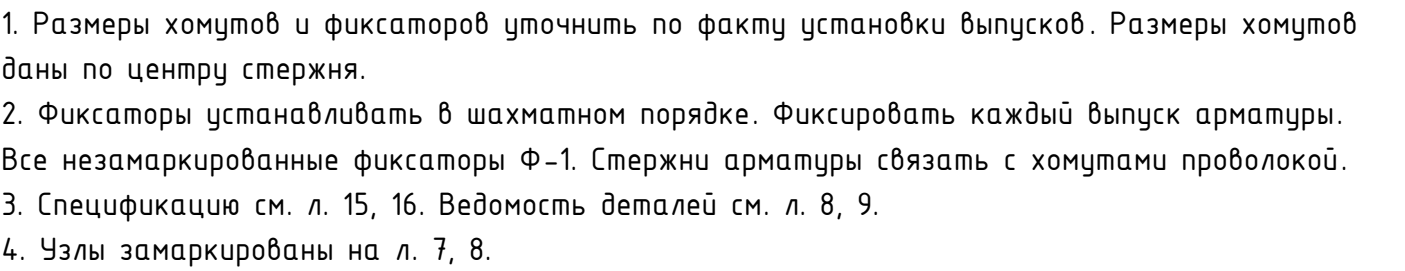 1. Размеры хомутов и фиксаторов уточнить по факту установки выпусков. Размеры хомутов
даны по центру стержня.
2. Фиксаторы устанавливать в шахматном порядке. Фиксировать каждый выпуск арматуры.
Все незамаркированные фиксаторы Ф-1. Стержни арматуры связать с хомутами проволокой.
3. Спецификацию см. л. 15, 16. Ведомость деталей см. л. 8, 9.
4. Узлы замаркированы на л. 7, 8.